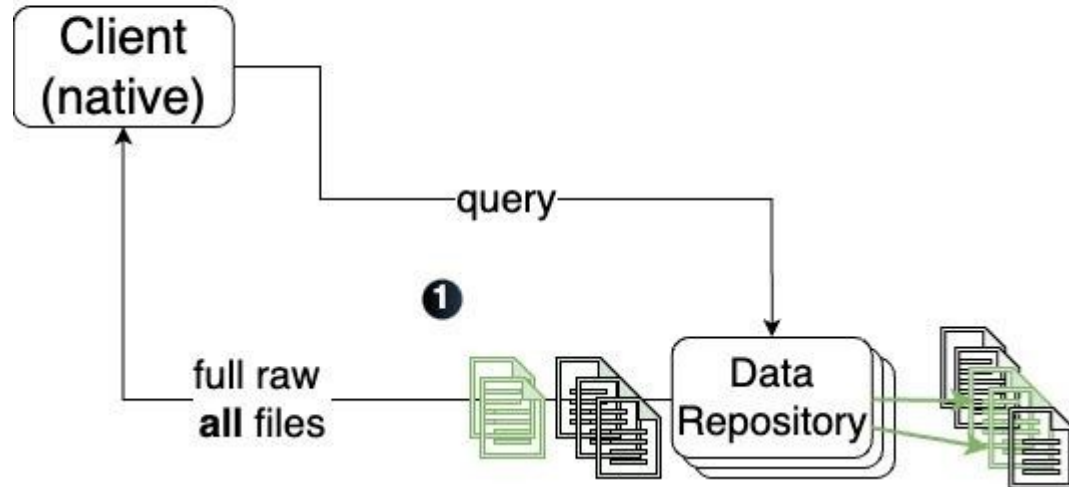 Client
(native)
query
1
full raw
all files
Data
Repository